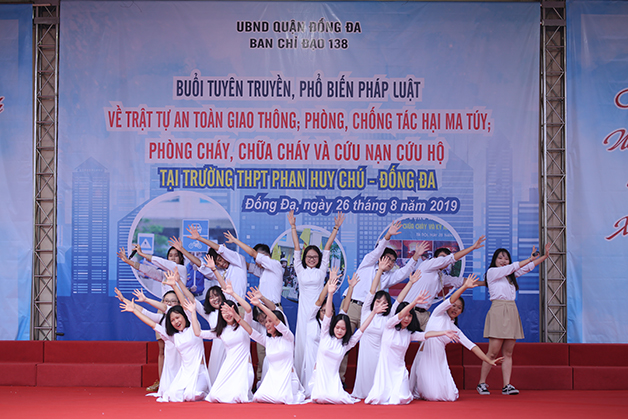 UBND QUẬN ĐỐNG ĐA
BAN CHỈ ĐẠO 138
BUỔI TUYÊN TRUYỀN, PHỔ BIẾN PHÁP LUẬT
VỀ TRẬT TỰ AN TOÀN GIAO THÔNG; PHÒNG, CHỐNG TÁC HẠI MA TÚY;
PHÒNG CHÁY, CHỮA CHÁY VÀ CỨU NẠN CỨU HỘ
TẠI TRƯỜNG THPT PHAN HUY CHÚ - ĐỐNG ĐA
Đống Đa, ngày 26 tháng 8 năm 2019